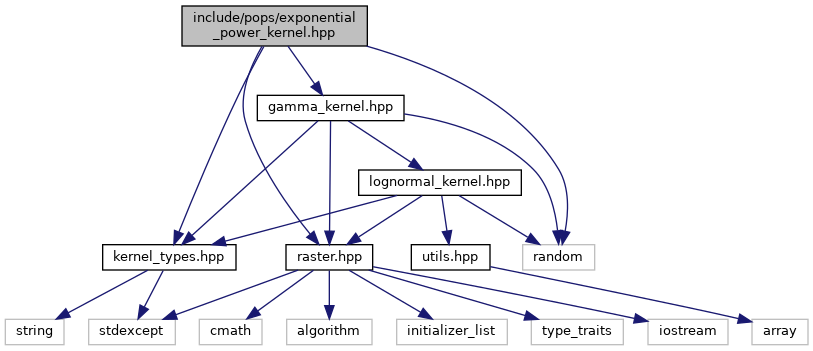 include/pops/exponential
_power_kernel.hpp
gamma_kernel.hpp
lognormal_kernel.hpp
kernel_types.hpp
raster.hpp
utils.hpp
random
string
stdexcept
cmath
algorithm
initializer_list
type_traits
iostream
array